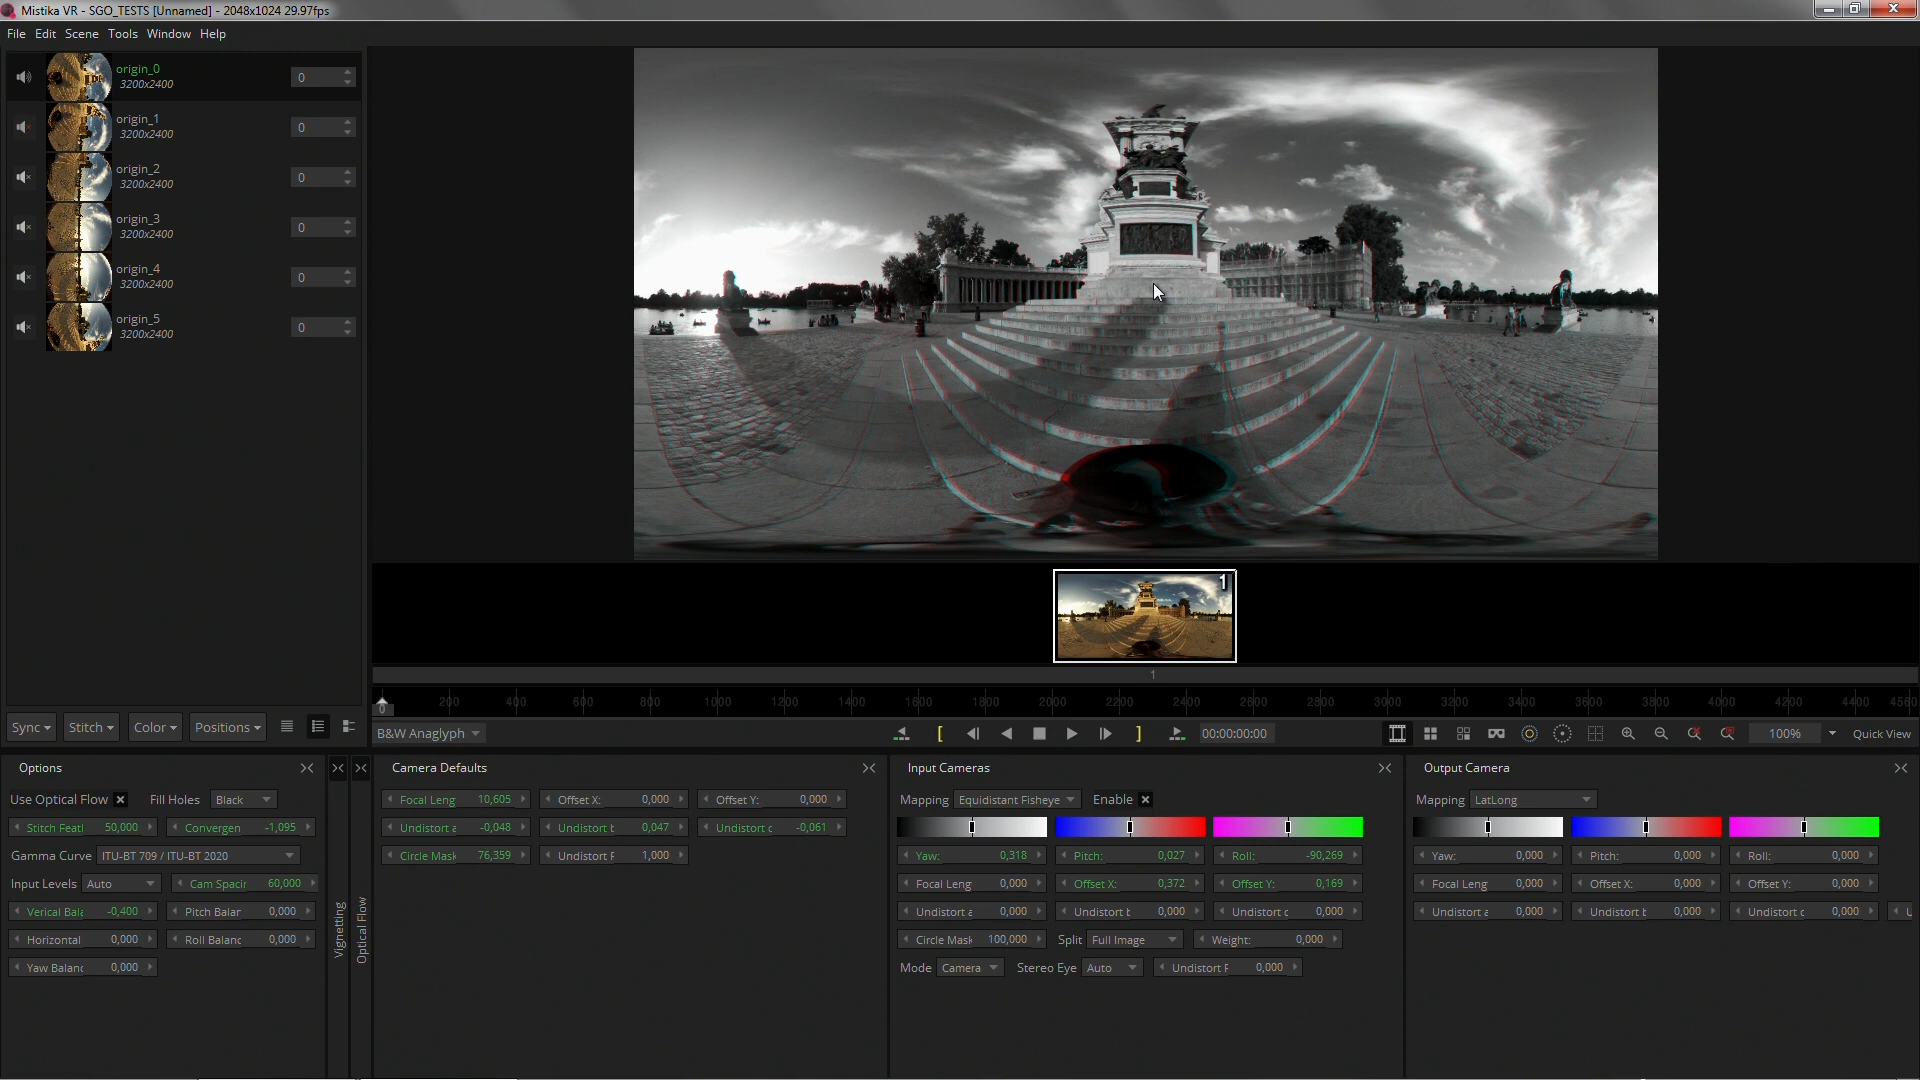 Mistika VR - SGO_TESTS [Unnamed] - 2048x1024 29.97fps
File Edit Scene Tools Window Help
origin_0
3200x2400
0
origin_1
3200x2400
0
origin_2
3200x2400
0
origin_3
3200x2400
0
origin_4
3200x2400
0
origin_5
3200x2400
0
1
1
0 200 400 600 800 1000 1200 1400 1600 1800 2000 2200 2400 2600 2800 3000 3200 3400 3600 3800 4000 4200 4400 4560
Sync Stitch Color Positions
B&W Anaglyph 00:00:00:00 100% Quick View
Options
Use Optical Flow Fill Holes Black
Stitch Featl 50,000 Convergen -1,095
Gamma Curve ITU-BT 709 / ITU-BT 2020
Input Levels Auto Cam Spacir 60,000
Verical Bala -0,400 Pitch Balar 0,000
Horizontal 0,000 Roll Balanc 0,000
Yaw Balanc 0,000
Vignetting
Optical Flow
Camera Defaults
Focal Leng 10,605 Offset X: 0,000 Offset Y: 0,000
Undistort a -0,048 Undistort b 0,047 Undistort c -0,061
Circle Mask 76,359 Undistort F 1,000
Input Cameras
Mapping Equidistant Fisheye Enable
Yaw: 0,318 Pitch: 0,027 Roll: -90,269
Focal Leng 0,000 Offset X: 0,372 Offset Y: 0,169
Undistort a 0,000 Undistort b 0,000 Undistort c 0,000
Circle Mask 100,000 Split Full Image Weight: 0,000
Mode Camera Stereo Eye Auto Undistort F 0,000
Output Camera
Mapping LatLong
Yaw: 0,000 Pitch: 0,000 Roll: 0,000
Focal Leng 0,000 Offset X: 0,000 Offset Y: 0,000
Undistort a 0,000 Undistort b 0,000 Undistort c 0,000